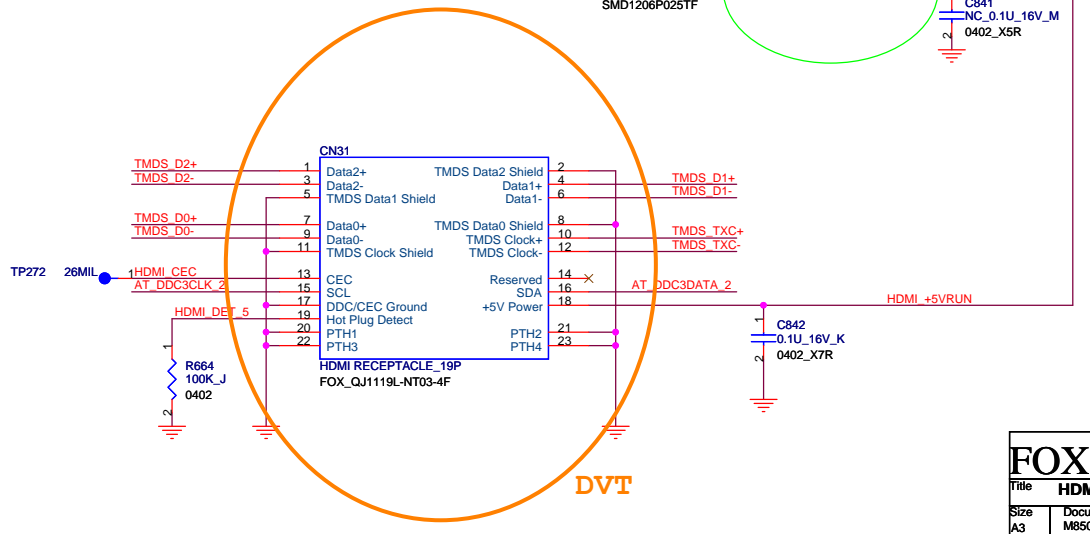 SMD1206P025TF
C841
NC_0.1U_16V_M
0402_X5R
2
CN31
TMDS_D2+ 1 Data2+ TMDS Data2 Shield 2
TMDS_D2- 3 Data2- Data1+ 4 TMDS_D1+
5 TMDS Data1 Shield Data1- 6 TMDS_D1-
TMDS_D0+ 7 Data0+ TMDS Data0 Shield 8
TMDS_D0- 9 Data0- TMDS Clock+ 10 TMDS_TXC+
11 TMDS Clock Shield TMDS Clock- 12 TMDS_TXC-
TP272 26MIL 1 HDMI_CEC 13 CEC Reserved 14
AT_DDC3CLK_2 15 SCL SDA 16 AT_DDC3DATA_2
17 DDC/CEC Ground +5V Power 18 HDMI_+5VRUN
HDMI_DET_5 19 Hot Plug Detect
20 PTH1 PTH2 21
22 PTH3 PTH4 23
HDMI RECEPTACLE_19P
FOX_QJ1119L-NT03-4F
1
C842
0.1U_16V_K
0402_X7R
2
1
R664
100K_J
0402
2
DVT
FOX
Title HDM
Size Docu
A3 M850